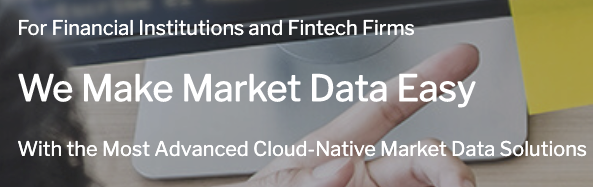 For Financial Institutions and Fintech Firms
We Make Market Data Easy
With the Most Advanced Cloud-Native Market Data Solutions